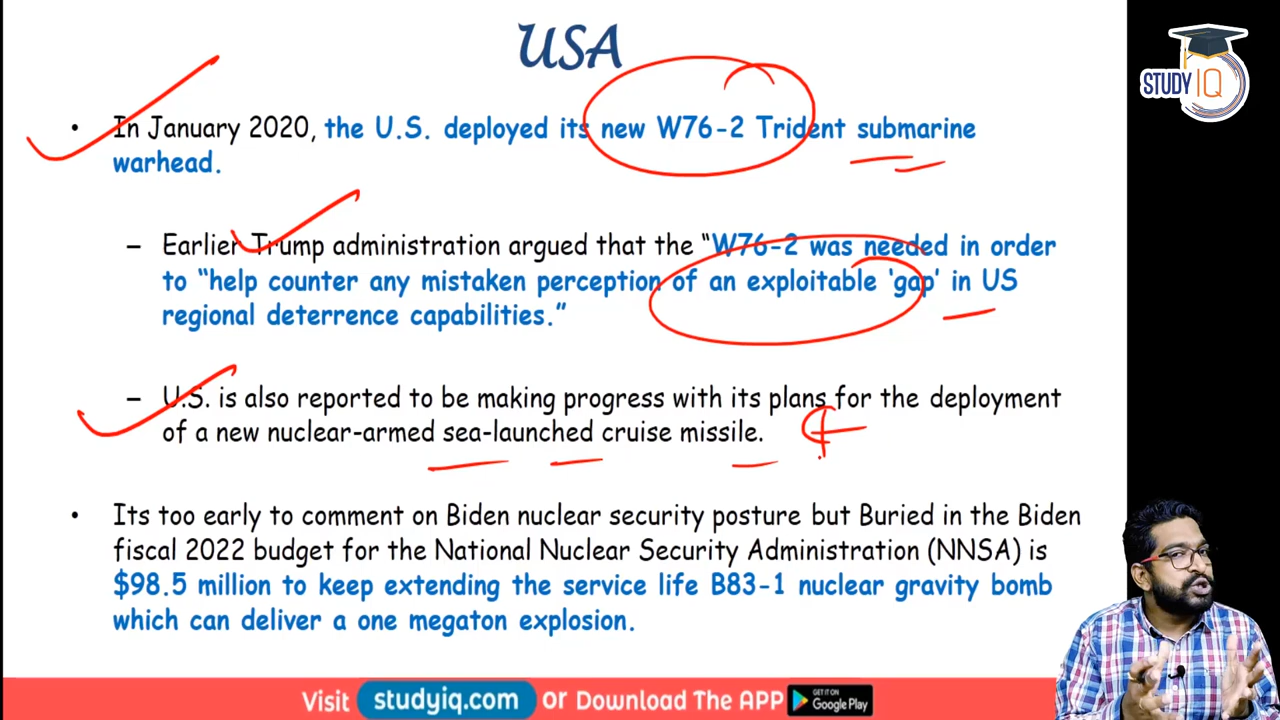 USA
STUDY IQ
• In January 2020, the U.S. deployed its new W76-2 Trident submarine
warhead.
– Earlier Trump administration argued that the “W76-2 was needed in order
to “help counter any mistaken perception of an exploitable ‘gap’ in US
regional deterrence capabilities.”
– U.S. is also reported to be making progress with its plans for the deployment
of a new nuclear-armed sea-launched cruise missile.
• Its too early to comment on Biden nuclear security posture but Buried in the Biden
fiscal 2022 budget for the National Nuclear Security Administration (NNSA) is
$98.5 million to keep extending the service life B83-1 nuclear gravity bomb
which can deliver a one megaton explosion.
Visit studyiq.com or Download The APP GET IT ON Google Play